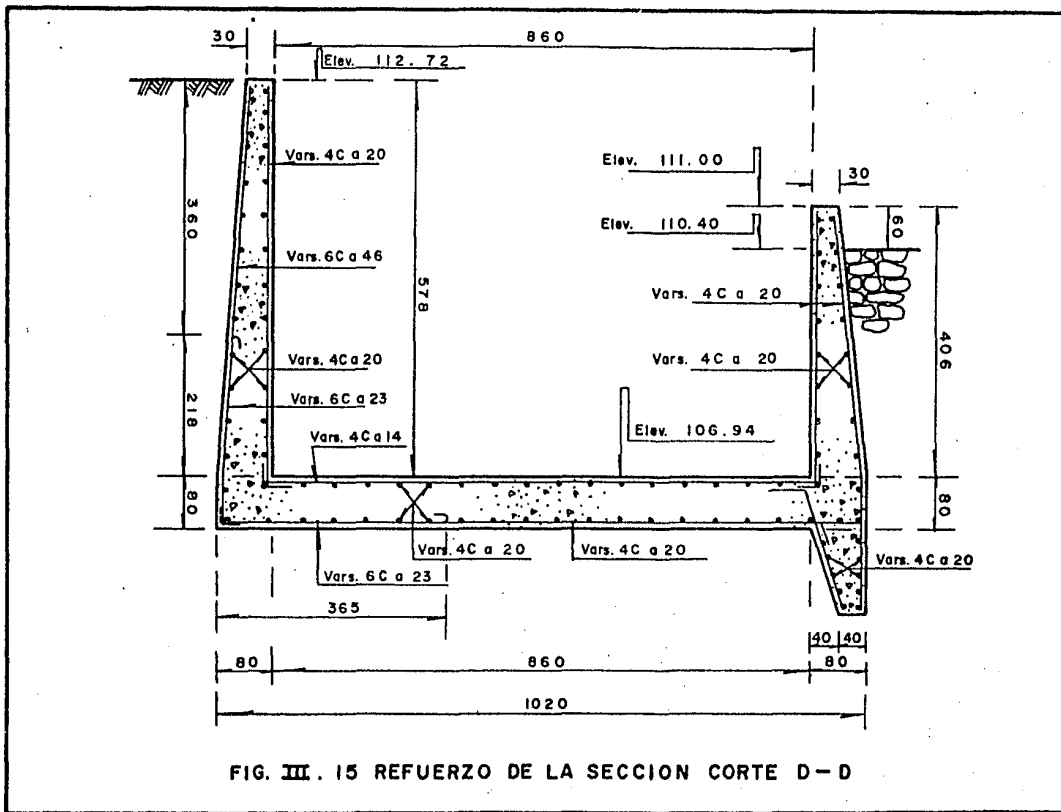 30
860
Elev. 112.72
Vars. 4C a 20
Elev. 111.00
30
110.40
Elev.
60
360
Vars. 6C a 46
578
Vars. 4C a 20
406
Vars. 4C a 20
Vars. 4C a 20
218
Vars. 6C a 23
Vars. 4C a 14
Elev. 106.94
80
80
Vars. 4C a 20
Vars. 4C a 20
Vars. 4C a 20
Vars. 6C a 23
365
40
40
80
860
80
1020
FIG. III. 15 REFUERZO DE LA SECCION CORTE D-D